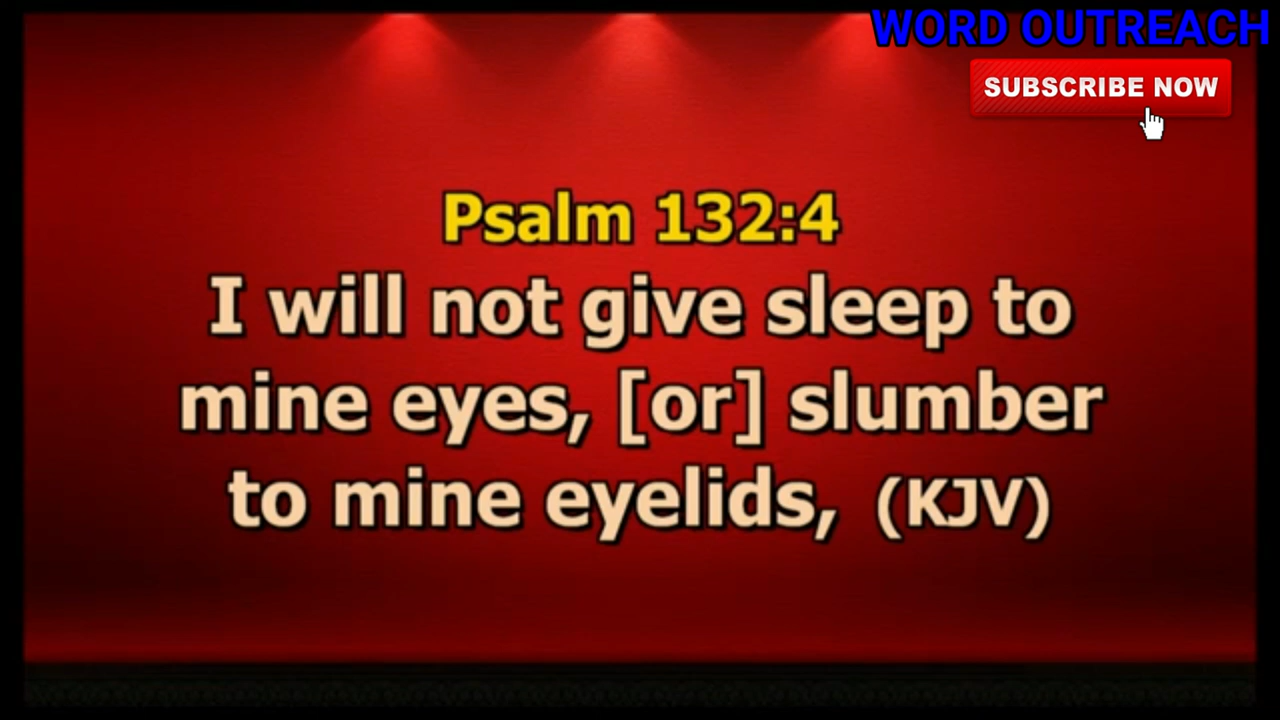 WORD OUTREACH
SUBSCRIBE NOW
Psalm 132:4
I will not give sleep to
mine eyes, [or] slumber
to mine eyelids, (KJV)